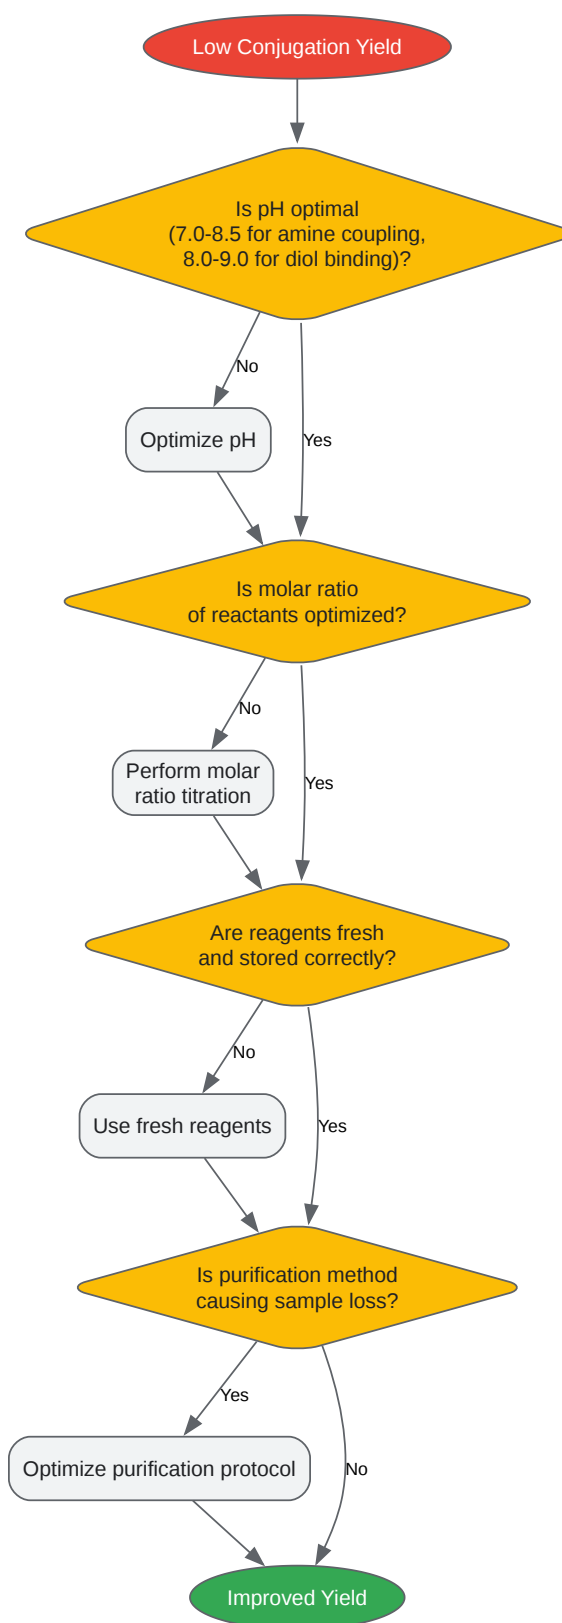 Low Conjugation Yield
Is pH optimal
(7.0-8.5 for amine coupling,
8.0-9.0 for diol binding)?
No
Optimize pH
Yes
Is molar ratio
of reactants optimized?
No
Perform molar
ratio titration
Yes
Are reagents fresh
and stored correctly?
No
Use fresh reagents
Yes
Is purification method
causing sample loss?
Yes
Optimize purification protocol
No
Improved Yield